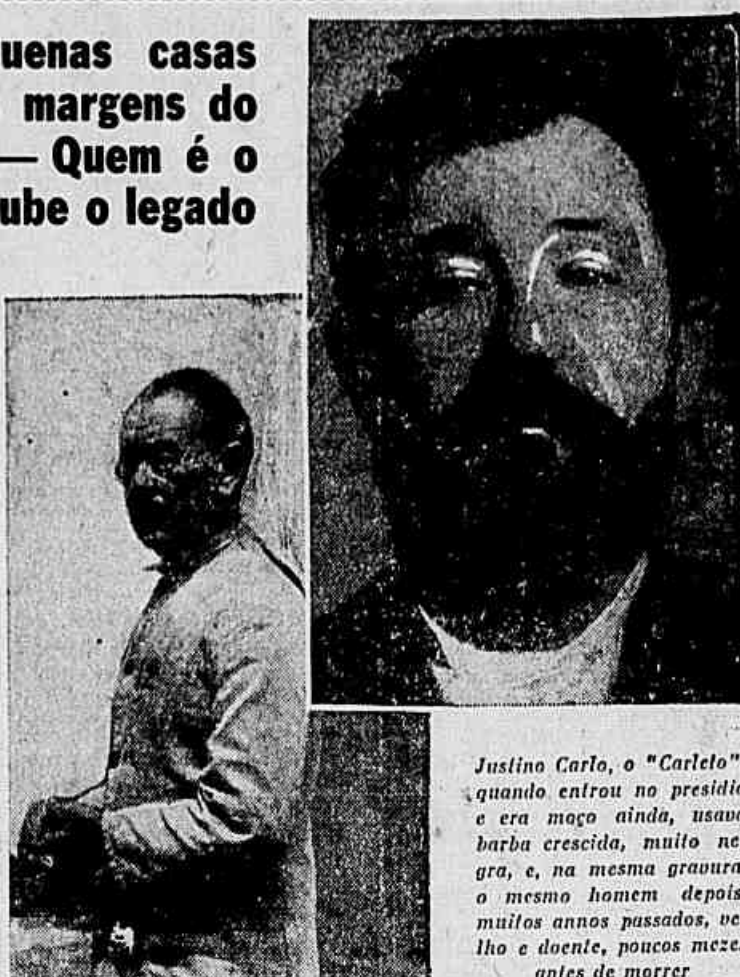 uenas casas
margens do
— Quem é o
ube o legado
Justino Carlo, o "Carleto"
quando entrou no presidio
e era moço ainda, usava
barba crescida, muito ne-
gra, e, na mesma gravura
o mesmo homem depois
muitos annos passados, ve-
lho e doente, poucos mezes
antes de morrer